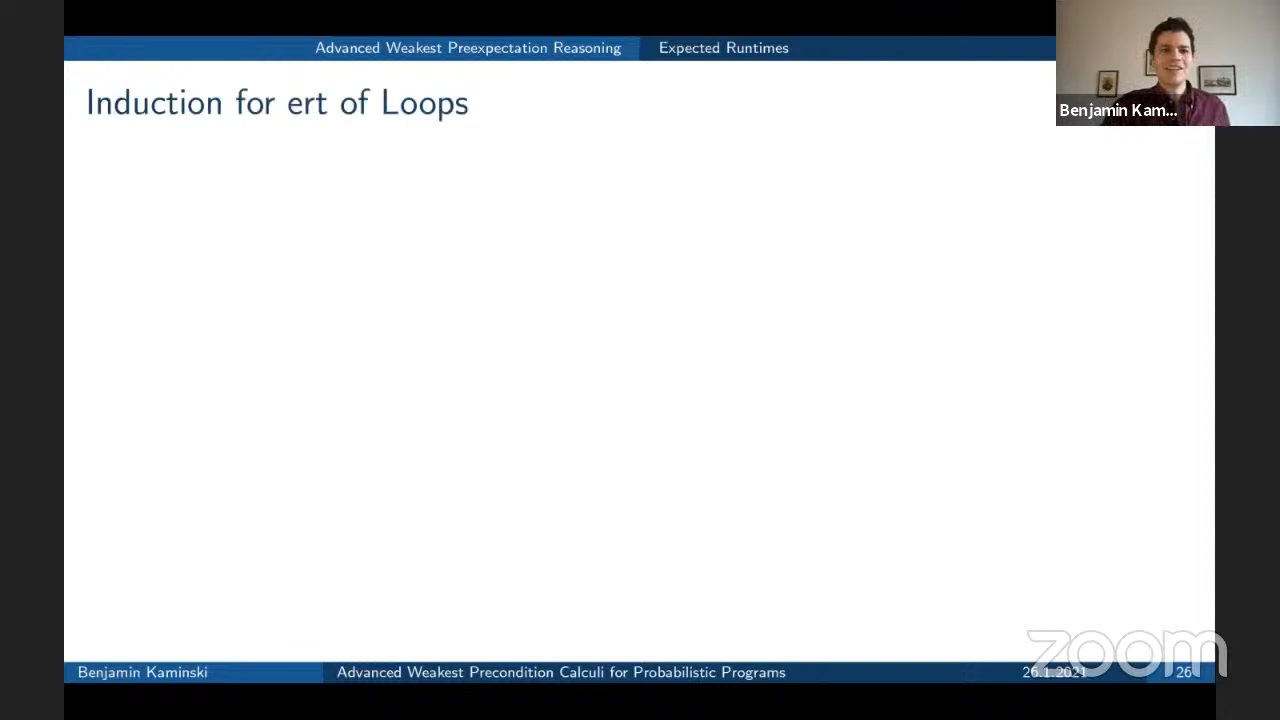 Advanced Weakest Preexpectation Reasoning Expected Runtimes
Benjamin Kam...
Induction for ert of Loops
zoom
Benjamin Kaminski Advanced Weakest Precondition Calculi for Probabilistic Programs 26.1.2021 26